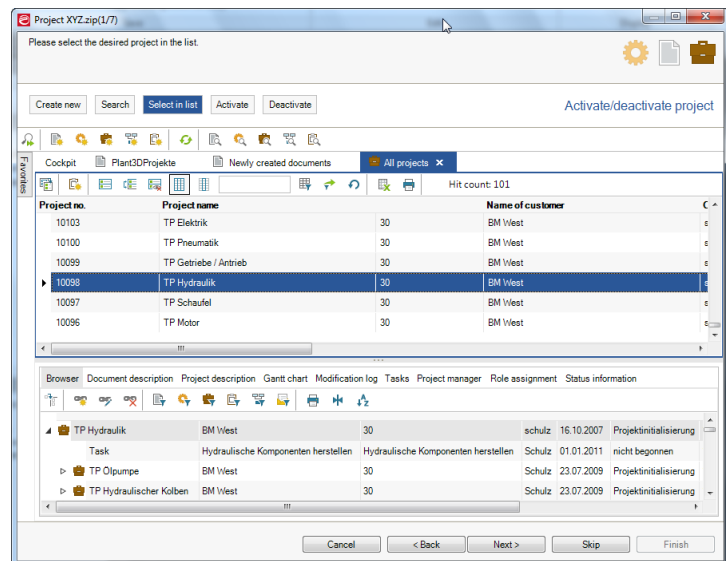 Project XYZ.zip(1/7)
Please select the desired project in the list.
Create new Search Select in list Activate Deactivate Activate/deactivate project
Favorites
Cockpit Plant3DProjekte Newly created documents All projects
Hit count: 101
Project no. Project name Name of customer
10103 TP Elektrik 30 BM West
10100 TP Pneumatik 30 BM West
10099 TP Getriebe / Antrieb 30 BM West
10098 TP Hydraulik 30 BM West
10097 TP Schaufel 30 BM West
10096 TP Motor 30 BM West
Browser Document description Project description Gantt chart Modification log Tasks Project manager Role assignment Status information
TP Hydraulik BM West 30 schulz 16.10.2007 Projektinitialisierung
Task Hydraulische Komponenten herstellen Hydraulische Komponenten herstellen Schulz 01.01.2011 nicht begonnen
TP Ölpumpe BM West 30 Schulz 23.07.2009 Projektinitialisierung
TP Hydraulischer Kolben BM West 30 Schulz 23.07.2009 Projektinitialisierung
Cancel < Back Next > Skip Finish